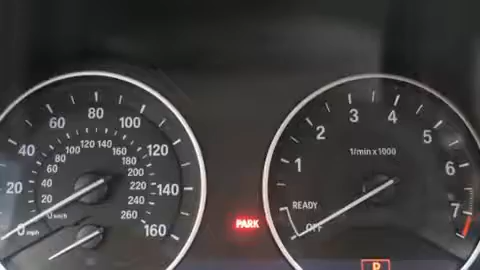 20 40 60 80 100 120 140 160
20 40 60 80 100 120 140 160 180 200 220 240 260
0 km/h
0 mph
PARK
1 2 3 4 5 6 7
1/min x 1000
READY
OFF
P